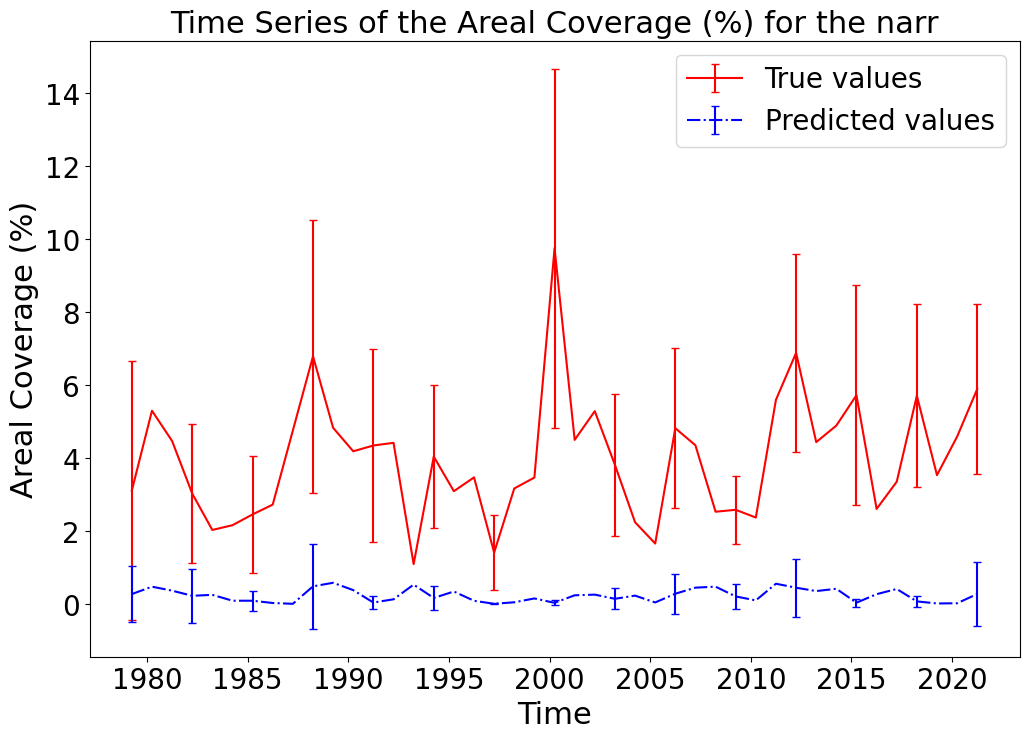 Time Series of the Areal Coverage (%) for the narr
True values
Predicted values
Areal Coverage (%)
14
12
10
8
6
4
2
0
1980 1985 1990 1995 2000 2005 2010 2015 2020
Time